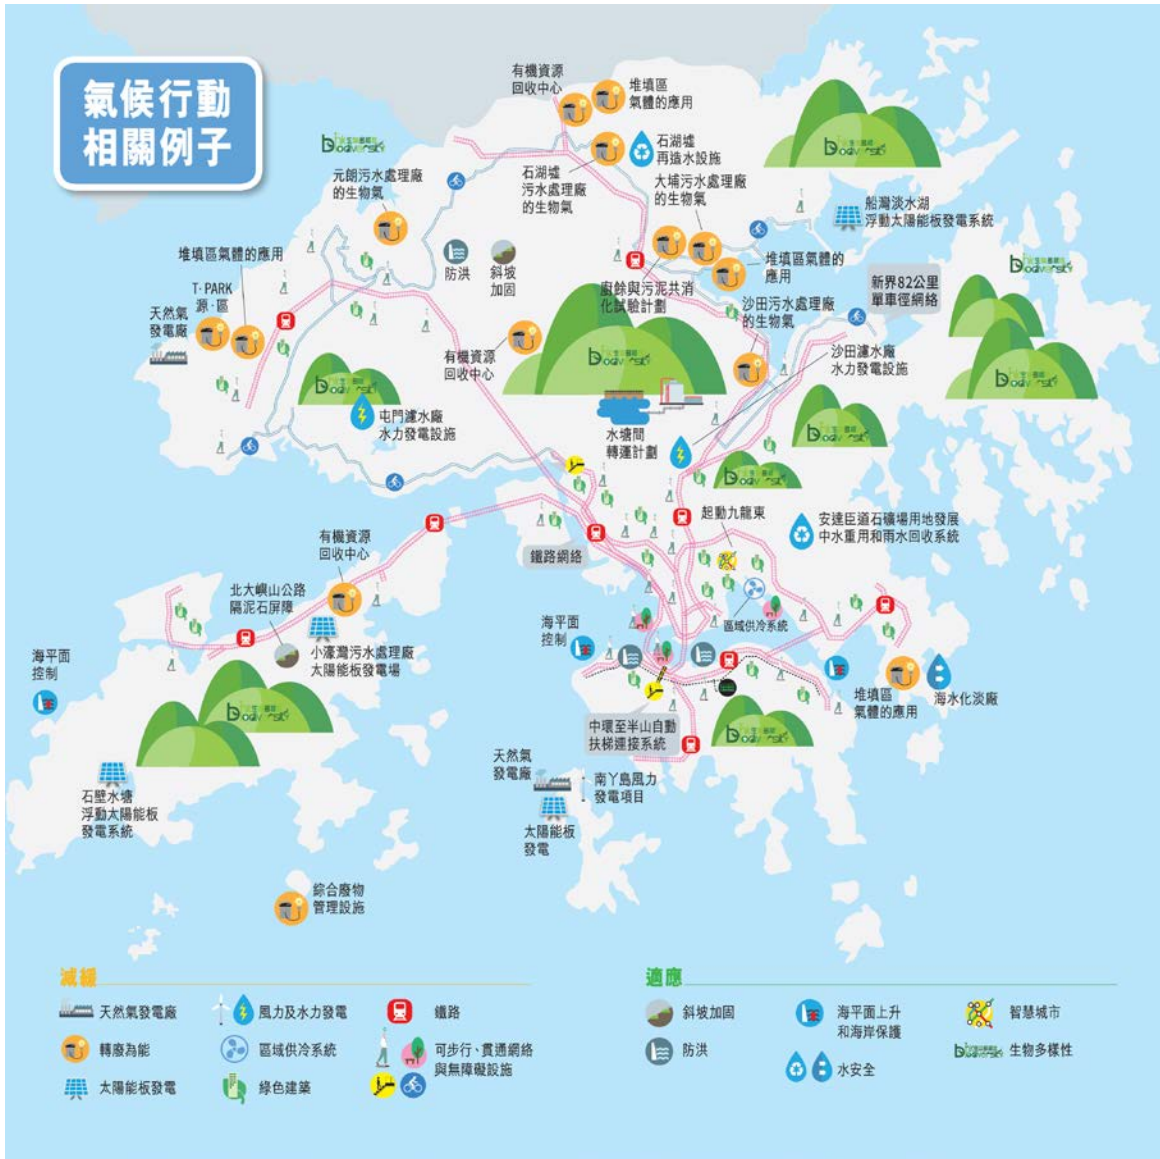 氣候行動
相關例子
有機資源
回收中心
堆填區
氣體的應用
石湖墟
再造水設施
石湖墟
污水處理廠
的生物氣
大埔污水處理廠
的生物氣
元朗污水處理廠
的生物氣
船灣淡水湖
浮動太陽能板發電系統
堆填區氣體的應用
防洪
斜坡
加固
堆填區氣體的
應用
新界82公里
單車徑網絡
T · PARK
源 · 區
天然氣
發電廠
廚餘與污泥共消
化試驗計劃
沙田污水處理廠
的生物氣
有機資源
回收中心
沙田濾水廠
水力發電設施
屯門濾水廠
水力發電設施
水塘間
轉運計劃
起動九龍東
安達臣道石礦場用地發展
中水重用和雨水回收系統
有機資源
回收中心
鐵路網絡
北大嶼山公路
隔泥石屏障
區域供冷系統
海平面
控制
小濠灣污水處理廠
太陽能板發電場
海平面
控制
堆填區
氣體的應用
海水化淡廠
中環至半山自動
扶梯連接系統
天然氣
發電廠
南丫島風力
發電項目
太陽能板
發電
石壁水塘
浮動太陽能板
發電系統
綜合廢物
管理設施
減緩
天然氣發電廠
風力及水力發電
鐵路
轉廢為能
區域供冷系統
可步行、貫通網絡
與無障礙設施
太陽能板發電
綠色建築
適應
斜坡加固
海平面上升
和海岸保護
智慧城市
防洪
水安全
生物多樣性